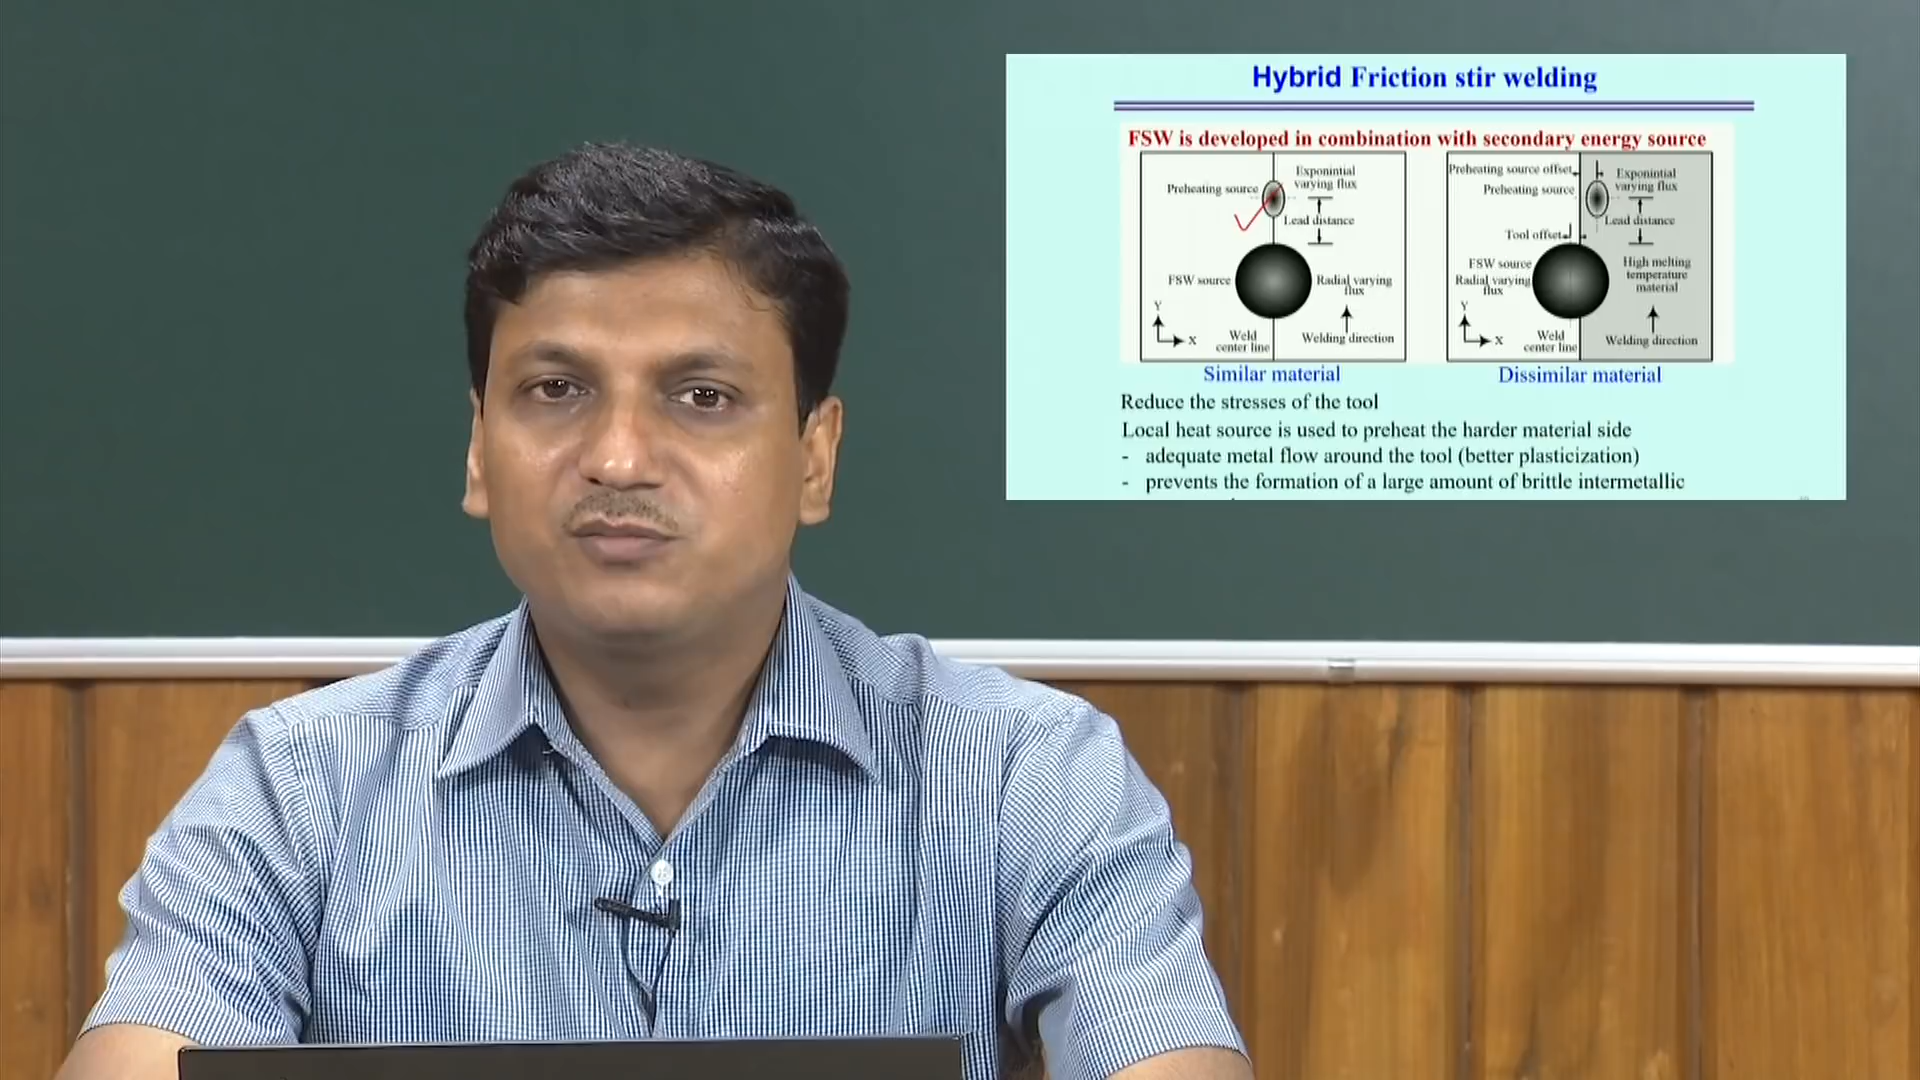 Hybrid Friction stir welding
FSW is developed in combination with secondary energy source
Preheating source
Exponintial
varying flux
Lead distance
FSW source
Radial varying
flux
Y
X
Weld
center line
Welding direction
Similar material
Preheating source offset
Preheating source
Exponintial
varying flux
Lead distance
Tool offset
FSW source
Radial varying
flux
High melting
temperature
material
Y
X
Weld
center line
Welding direction
Dissimilar material
Reduce the stresses of the tool
Local heat source is used to preheat the harder material side
- adequate metal flow around the tool (better plasticization)
- prevents the formation of a large amount of brittle intermetallic